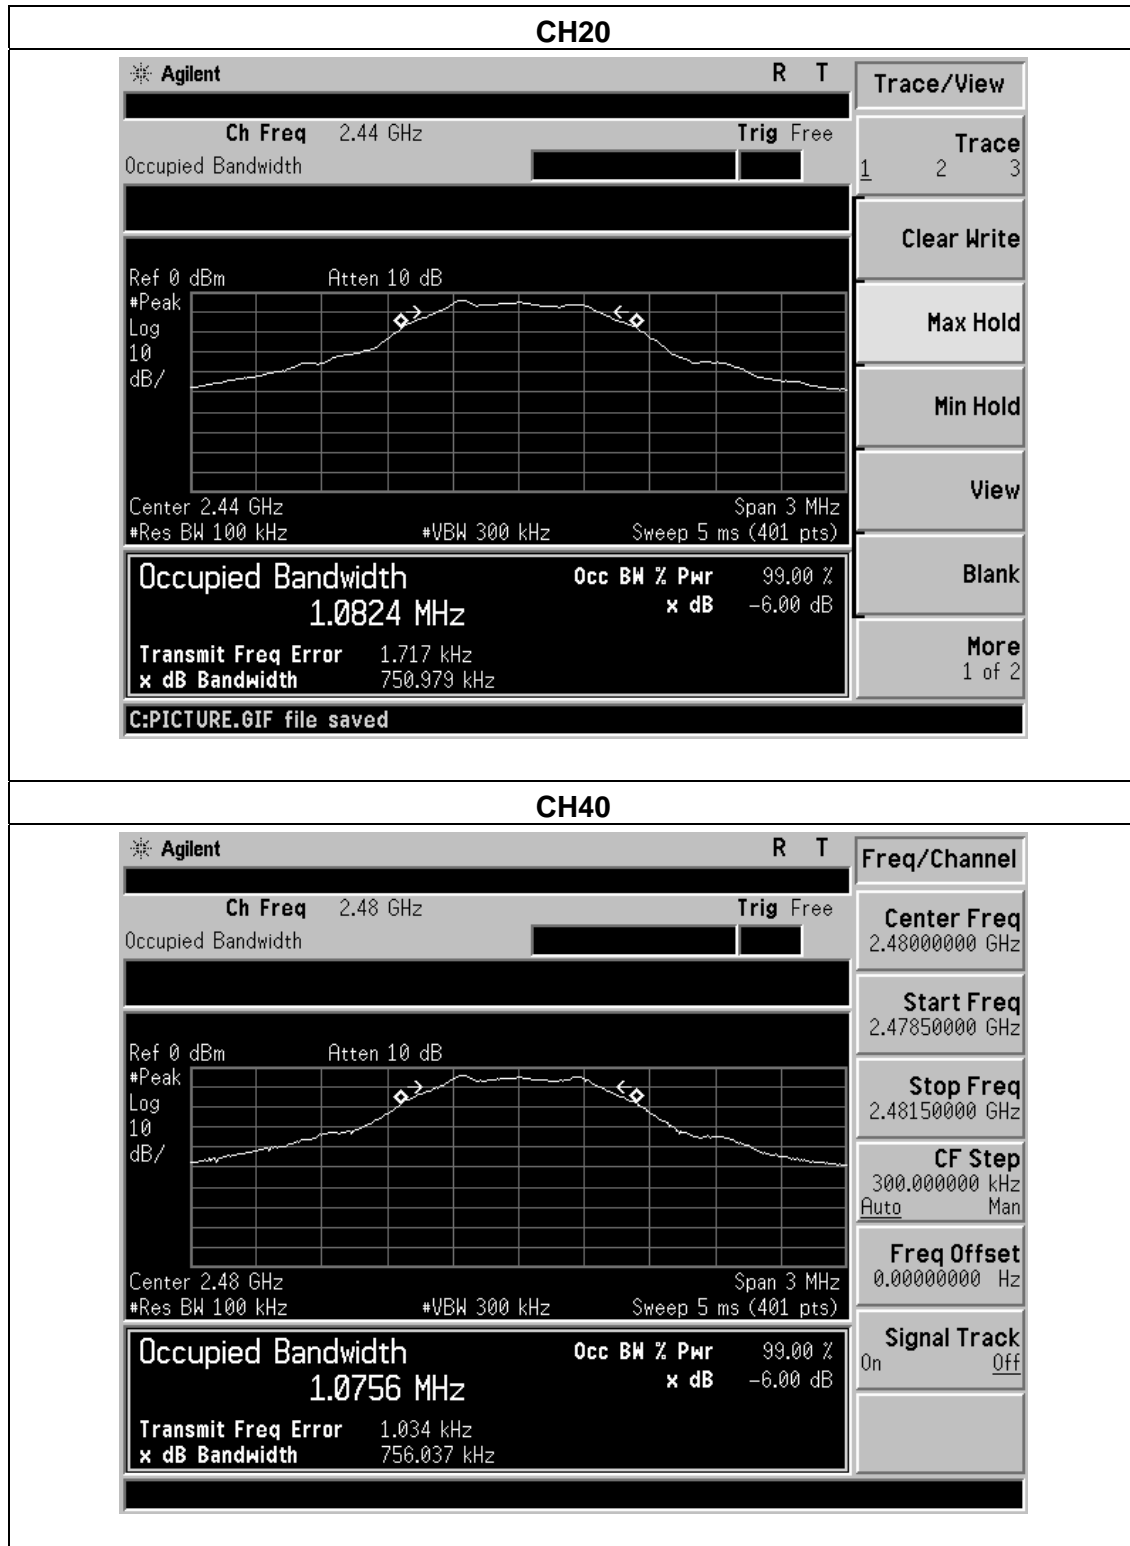 CH20
Agilent R T
Trace/View
Ch Freq 2.44 GHz Trig Free
Occupied Bandwidth
Trace
1 2 3
Clear Write
Max Hold
Min Hold
View
Blank
More
1 of 2
Ref 0 dBm Atten 10 dB
#Peak
Log
10
dB/
Center 2.44 GHz Span 3 MHz
#Res BW 100 kHz #VBW 300 kHz Sweep 5 ms (401 pts)
Occupied Bandwidth Occ BW % Pwr 99.00 %
1.0824 MHz x dB -6.00 dB
Transmit Freq Error 1.717 kHz
x dB Bandwidth 750.979 kHz
C:PICTURE.GIF file saved
CH40
Agilent R T
Freq/Channel
Ch Freq 2.48 GHz Trig Free
Occupied Bandwidth
Center Freq
2.48000000 GHz
Start Freq
2.47850000 GHz
Stop Freq
2.48150000 GHz
CF Step
300.000000 kHz
Auto Man
Freq Offset
0.00000000 Hz
Signal Track
On Off
Ref 0 dBm Atten 10 dB
#Peak
Log
10
dB/
Center 2.48 GHz Span 3 MHz
#Res BW 100 kHz #VBW 300 kHz Sweep 5 ms (401 pts)
Occupied Bandwidth Occ BW % Pwr 99.00 %
1.0756 MHz x dB -6.00 dB
Transmit Freq Error 1.034 kHz
x dB Bandwidth 756.037 kHz